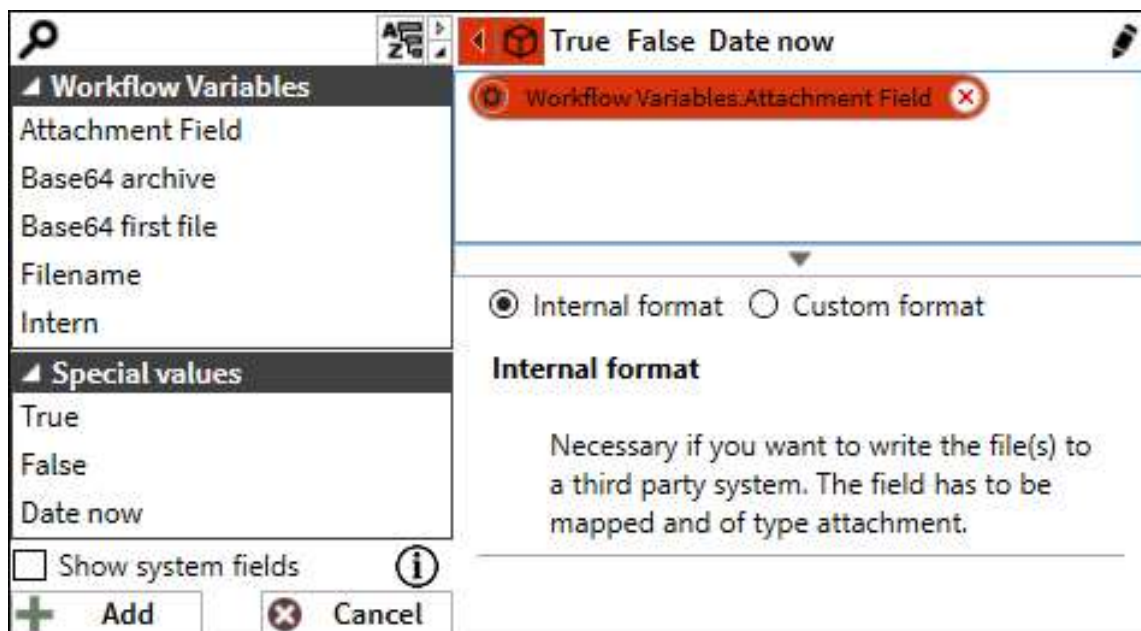 A
Z
Workflow Variables
Attachment Field
Base64 archive
Base64 first file
Filename
Intern
Special values
True
False
Date now
Show system fields
Add Cancel
True False Date now
Workflow Variables.Attachment Field
Internal format Custom format
Internal format
Necessary if you want to write the file(s) to
a third party system. The field has to be
mapped and of type attachment.